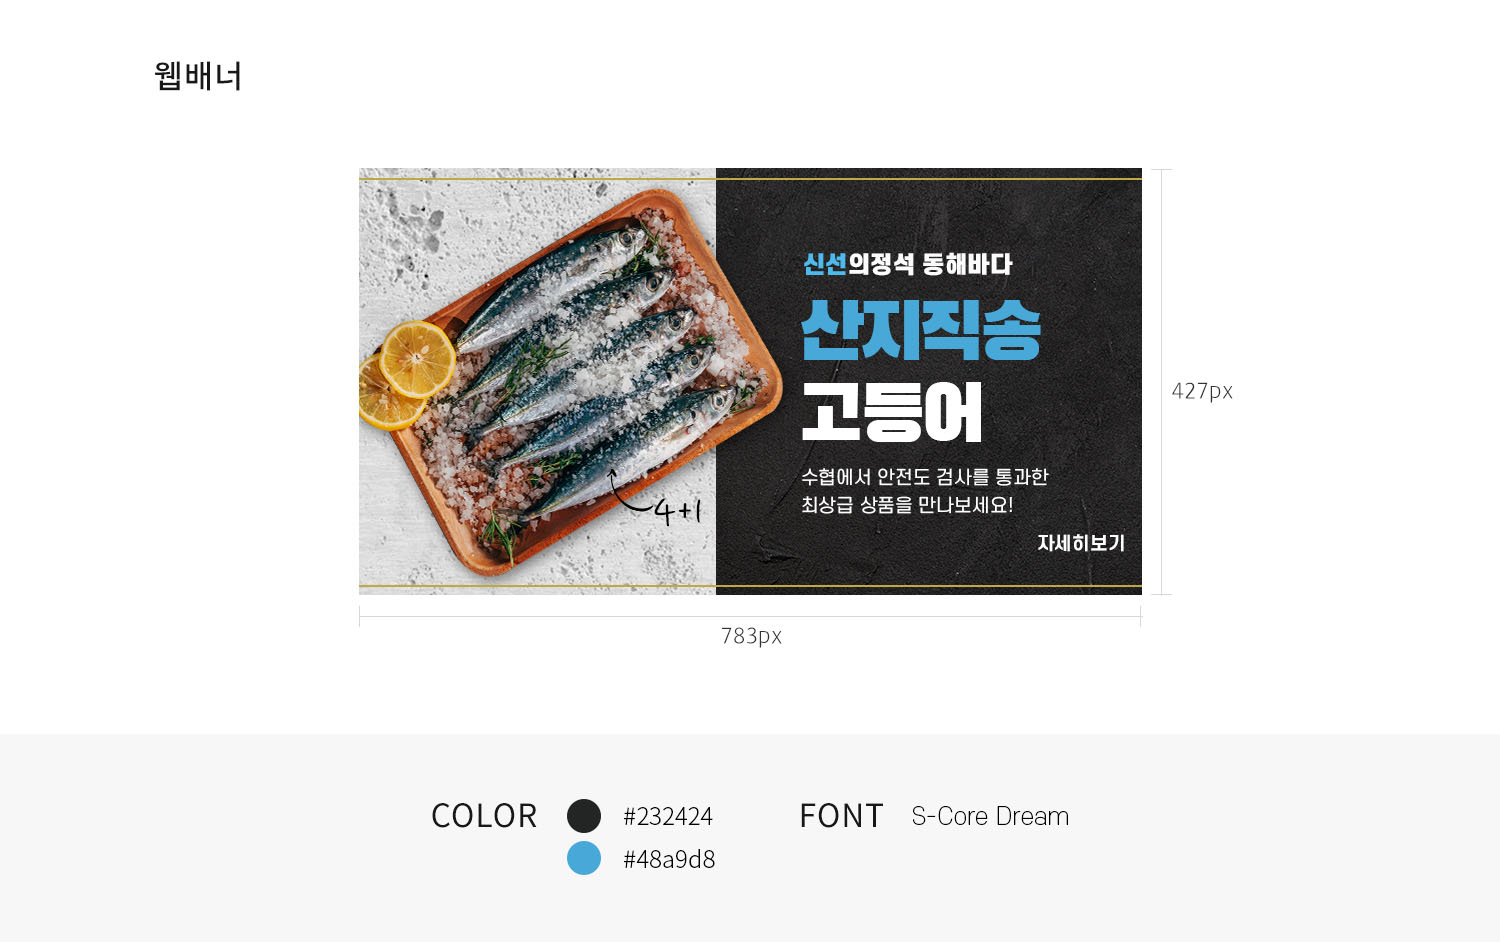 웹배너
신선의정석 동해바다
산지직송
고등어
수협에서 안전도 검사를 통과한
최상급 상품을 만나보세요!
자세히보기
4+1
427px
783px
COLOR #232424
#48a9d8
FONT S-Core Dream